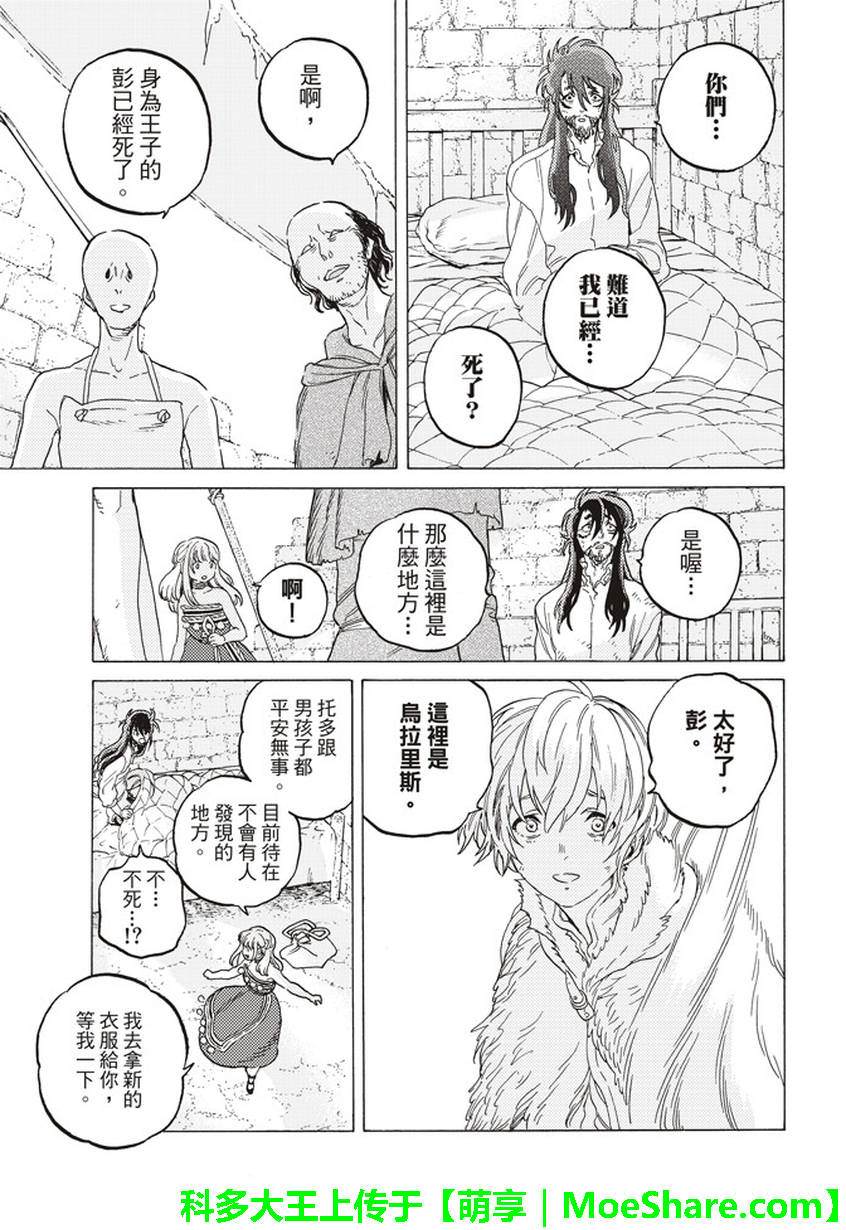 你們…
難道
我已經…
死了？
是啊，
身為王子的
彭已經死了。
是喔…
那麼這裡是
什麼地方…
啊！
太好了，
彭。
這裡是
烏拉里斯。
托多跟
男孩子都
平安無事。
目前待在
不會有人
發現的
地方。
不…
不死…!?
我去拿新的
衣服給你，
等我一下。
科多大王上传于【萌享｜MoeShare.com】